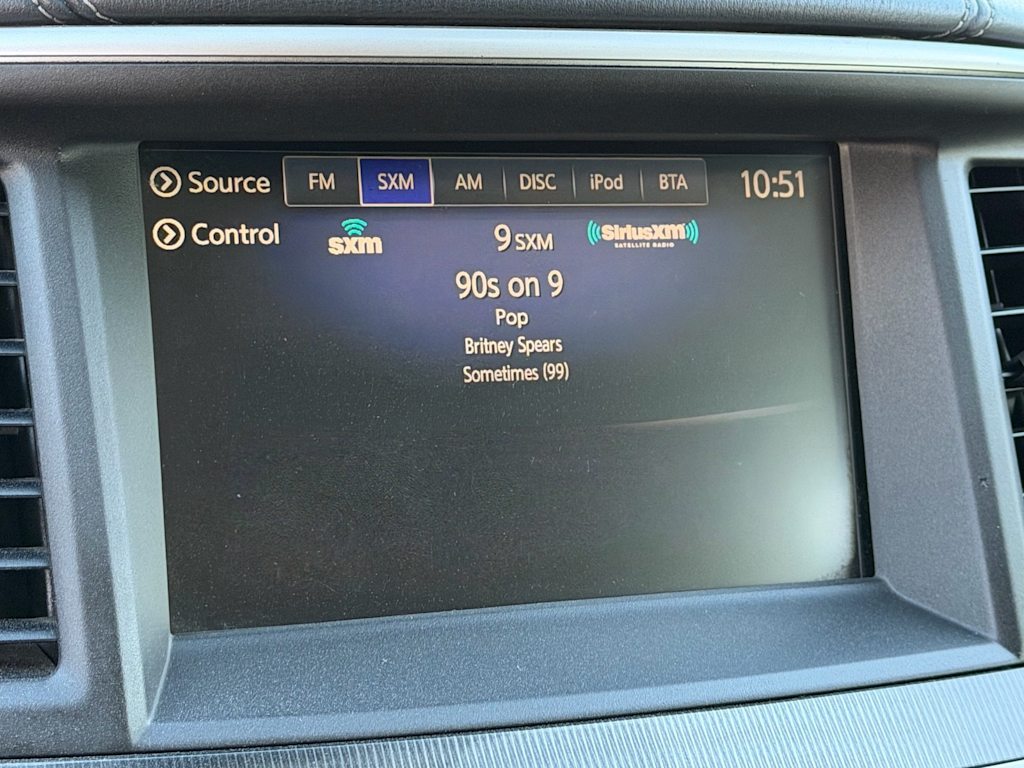 Source FM SXM AM DISC iPod BTA 10:51
Control sxm 9 SXM SiriusXM
SATELLITE RADIO
90s on 9
Pop
Britney Spears
Sometimes (99)